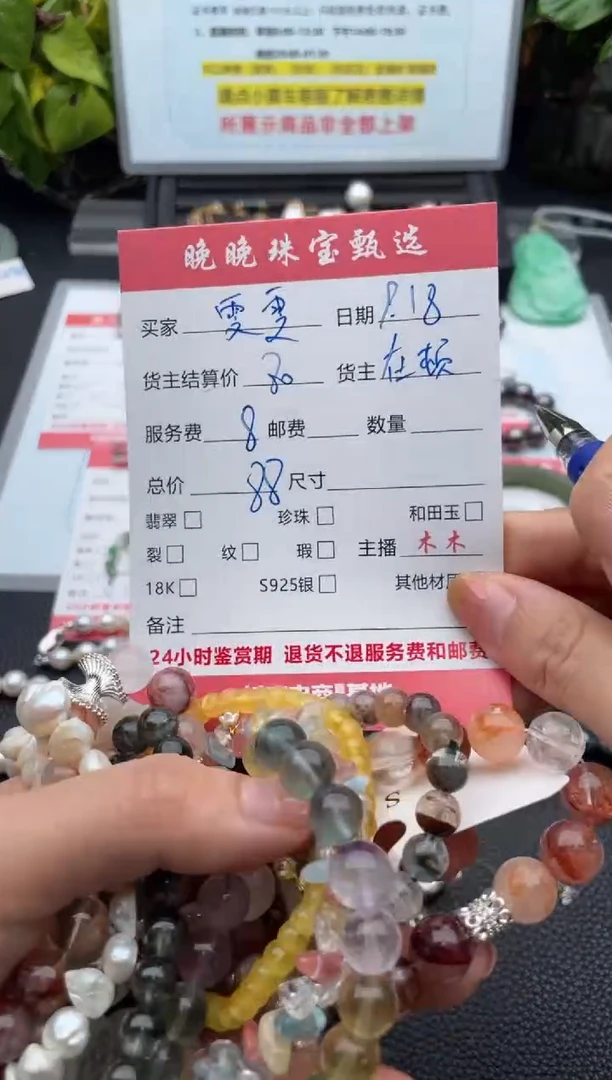 所展示商品非全部上架
晚晚珠宝甄选
买家 雯雯 日期 8.18
货主结算价 80 货主
服务费 8 邮费 数量
总价 88 尺寸
翡翠 珍珠 和田玉
裂 纹 瑕 主播 木木
18K S925银 其他材
备注
24小时鉴赏期 退货不退服务费和邮费
S